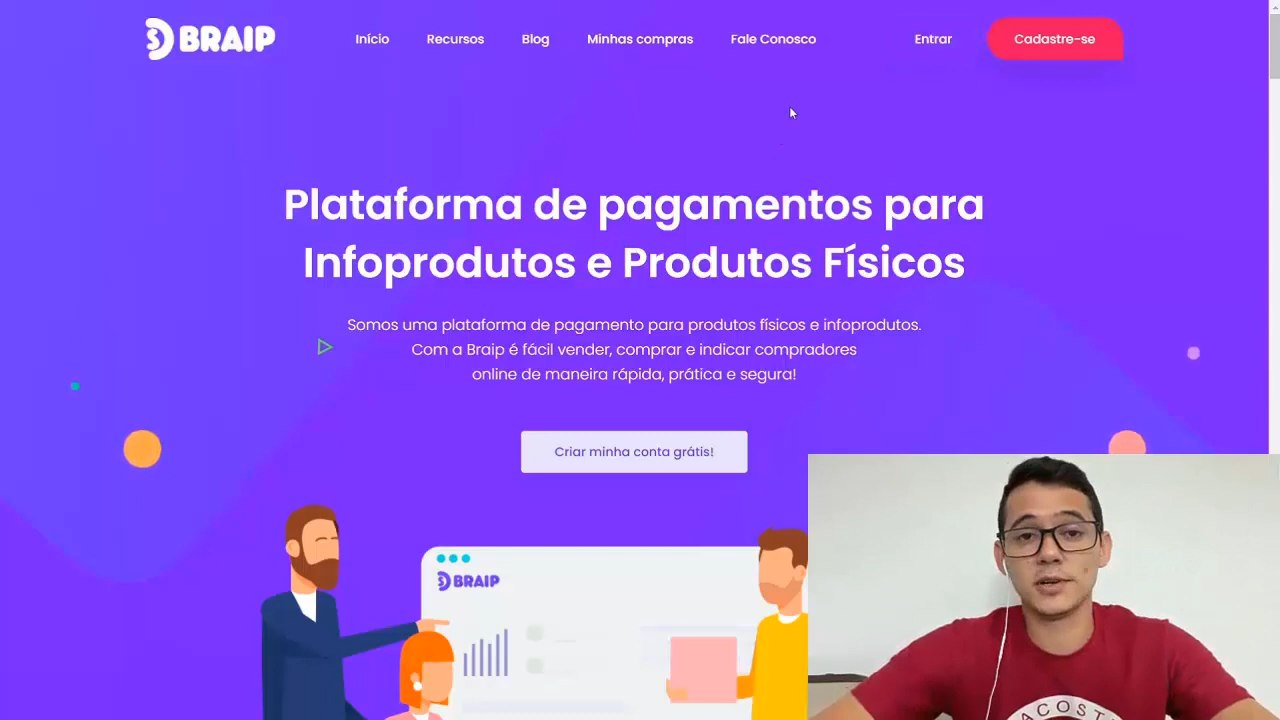 BRAIP
Início
Recursos
Blog
Minhas compras
Fale Conosco
Entrar
Cadastre-se
Plataforma de pagamentos para
Infoprodutos e Produtos Físicos
Somos uma plataforma de pagamento para produtos físicos e infoprodutos.
Com a Braip é fácil vender, comprar e indicar compradores
online de maneira rápida, prática e segura!
Criar minha conta grátis!
BRAIP